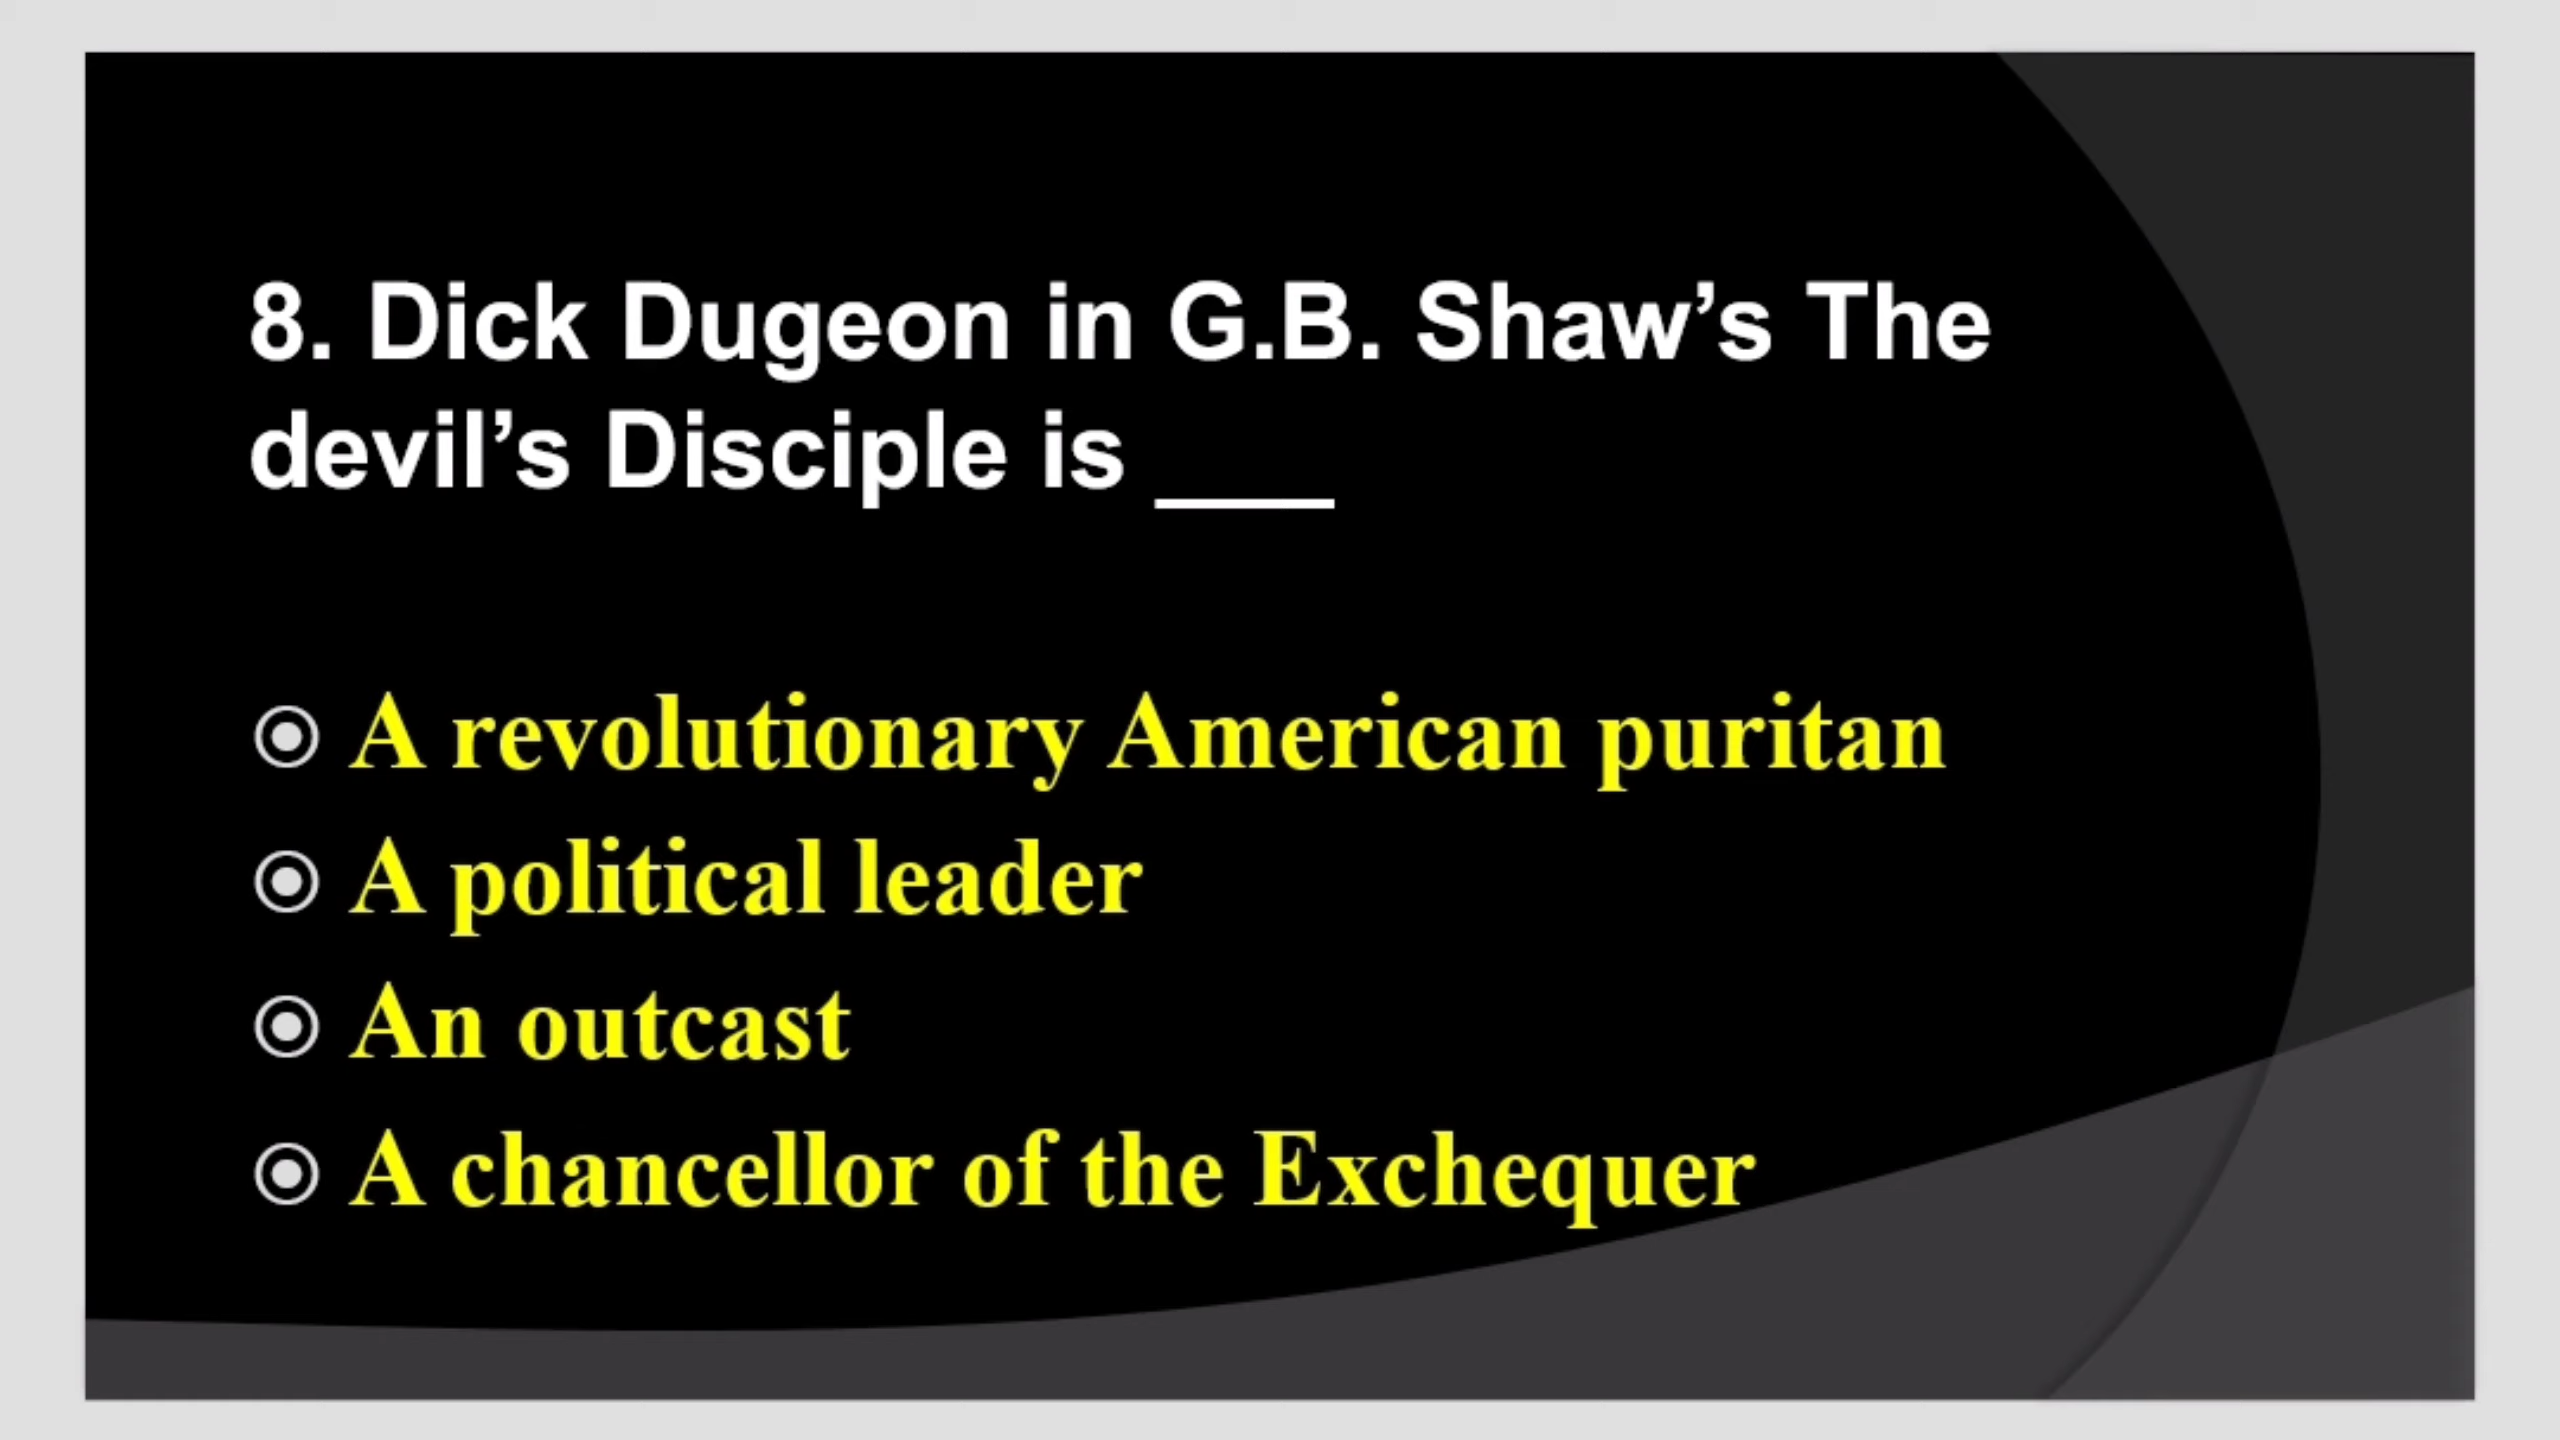 8. Dick Dugeon in G.B. Shaw’s The
devil’s Disciple is ___
A revolutionary American puritan
A political leader
An outcast
A chancellor of the Exchequer